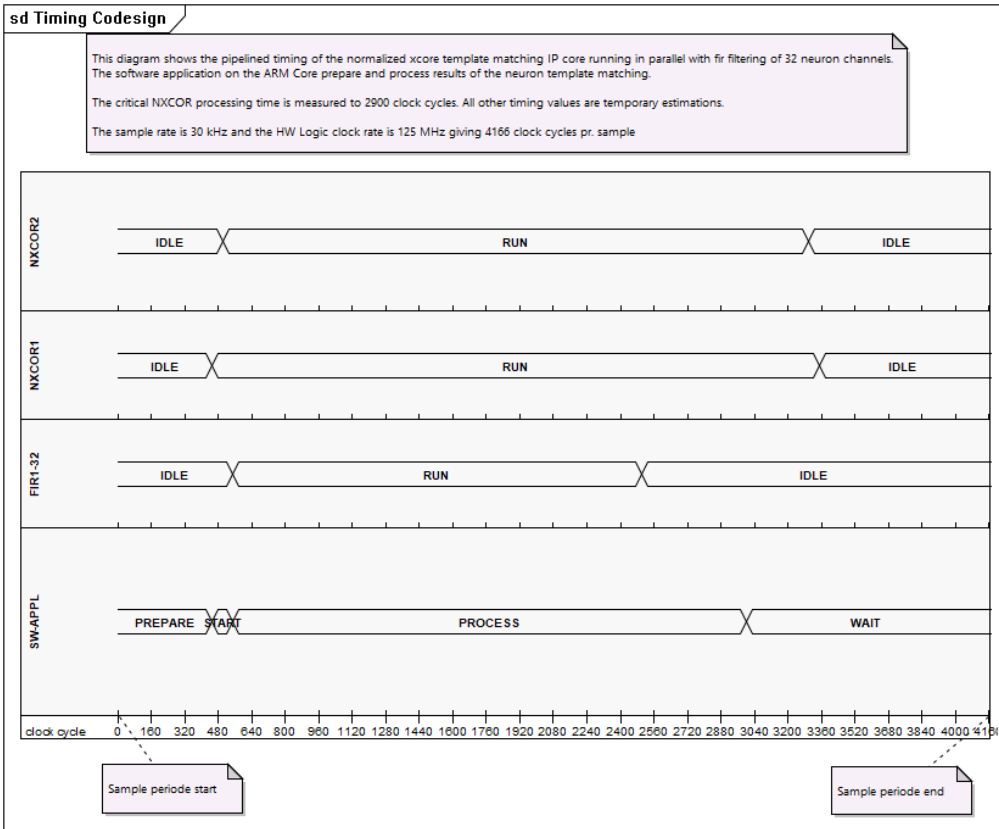 sd Timing Codesign
This diagram shows the pipelined timing of the normalized xcore template matching IP core running in parallel with fir filtering of 32 neuron channels.
The software application on the ARM Core prepare and process results of the neuron template matching.
The critical NXCOR processing time is measured to 2900 clock cycles. All other timing values are temporary estimations.
The sample rate is 30 kHz and the HW Logic clock rate is 125 MHz giving 4166 clock cycles pr. sample
NXCOR2
IDLE RUN IDLE
NXCOR1
IDLE RUN IDLE
FIR1-32
IDLE RUN IDLE
SW-APPL
PREPARE START PROCESS WAIT
clock cycle 0 160 320 480 640 800 960 1120 1280 1440 1600 1760 1920 2080 2240 2400 2560 2720 2880 3040 3200 3360 3520 3680 3840 4000 4160
Sample periode start
Sample periode end